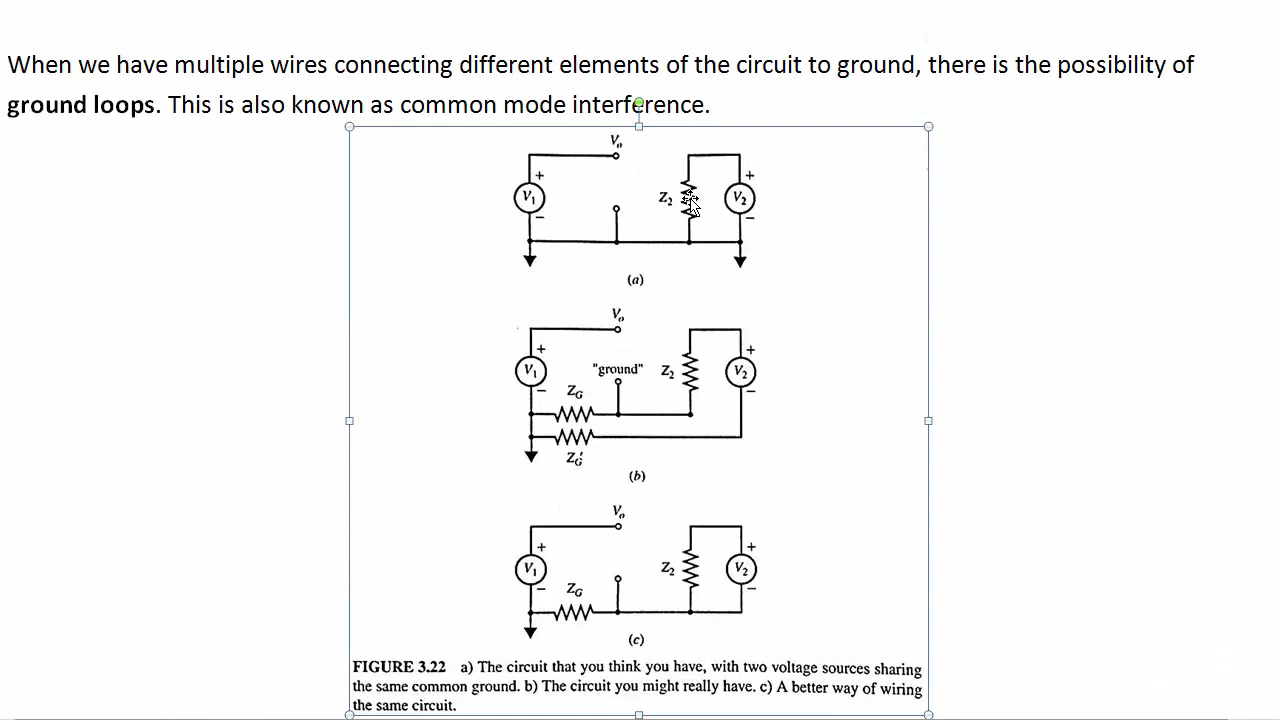 When we have multiple wires connecting different elements of the circuit to ground, there is the possibility of
ground loops. This is also known as common mode interference.
Vo
+
V1
Z2
+
V2
−
−
(a)
Vo
+
V1
"ground"
Z2
+
V2
−
−
ZG
ZG′
(b)
Vo
+
V1
Z2
+
V2
−
−
ZG
(c)
FIGURE 3.22 a) The circuit that you think you have, with two voltage sources sharing
the same common ground. b) The circuit you might really have. c) A better way of wiring
the same circuit.